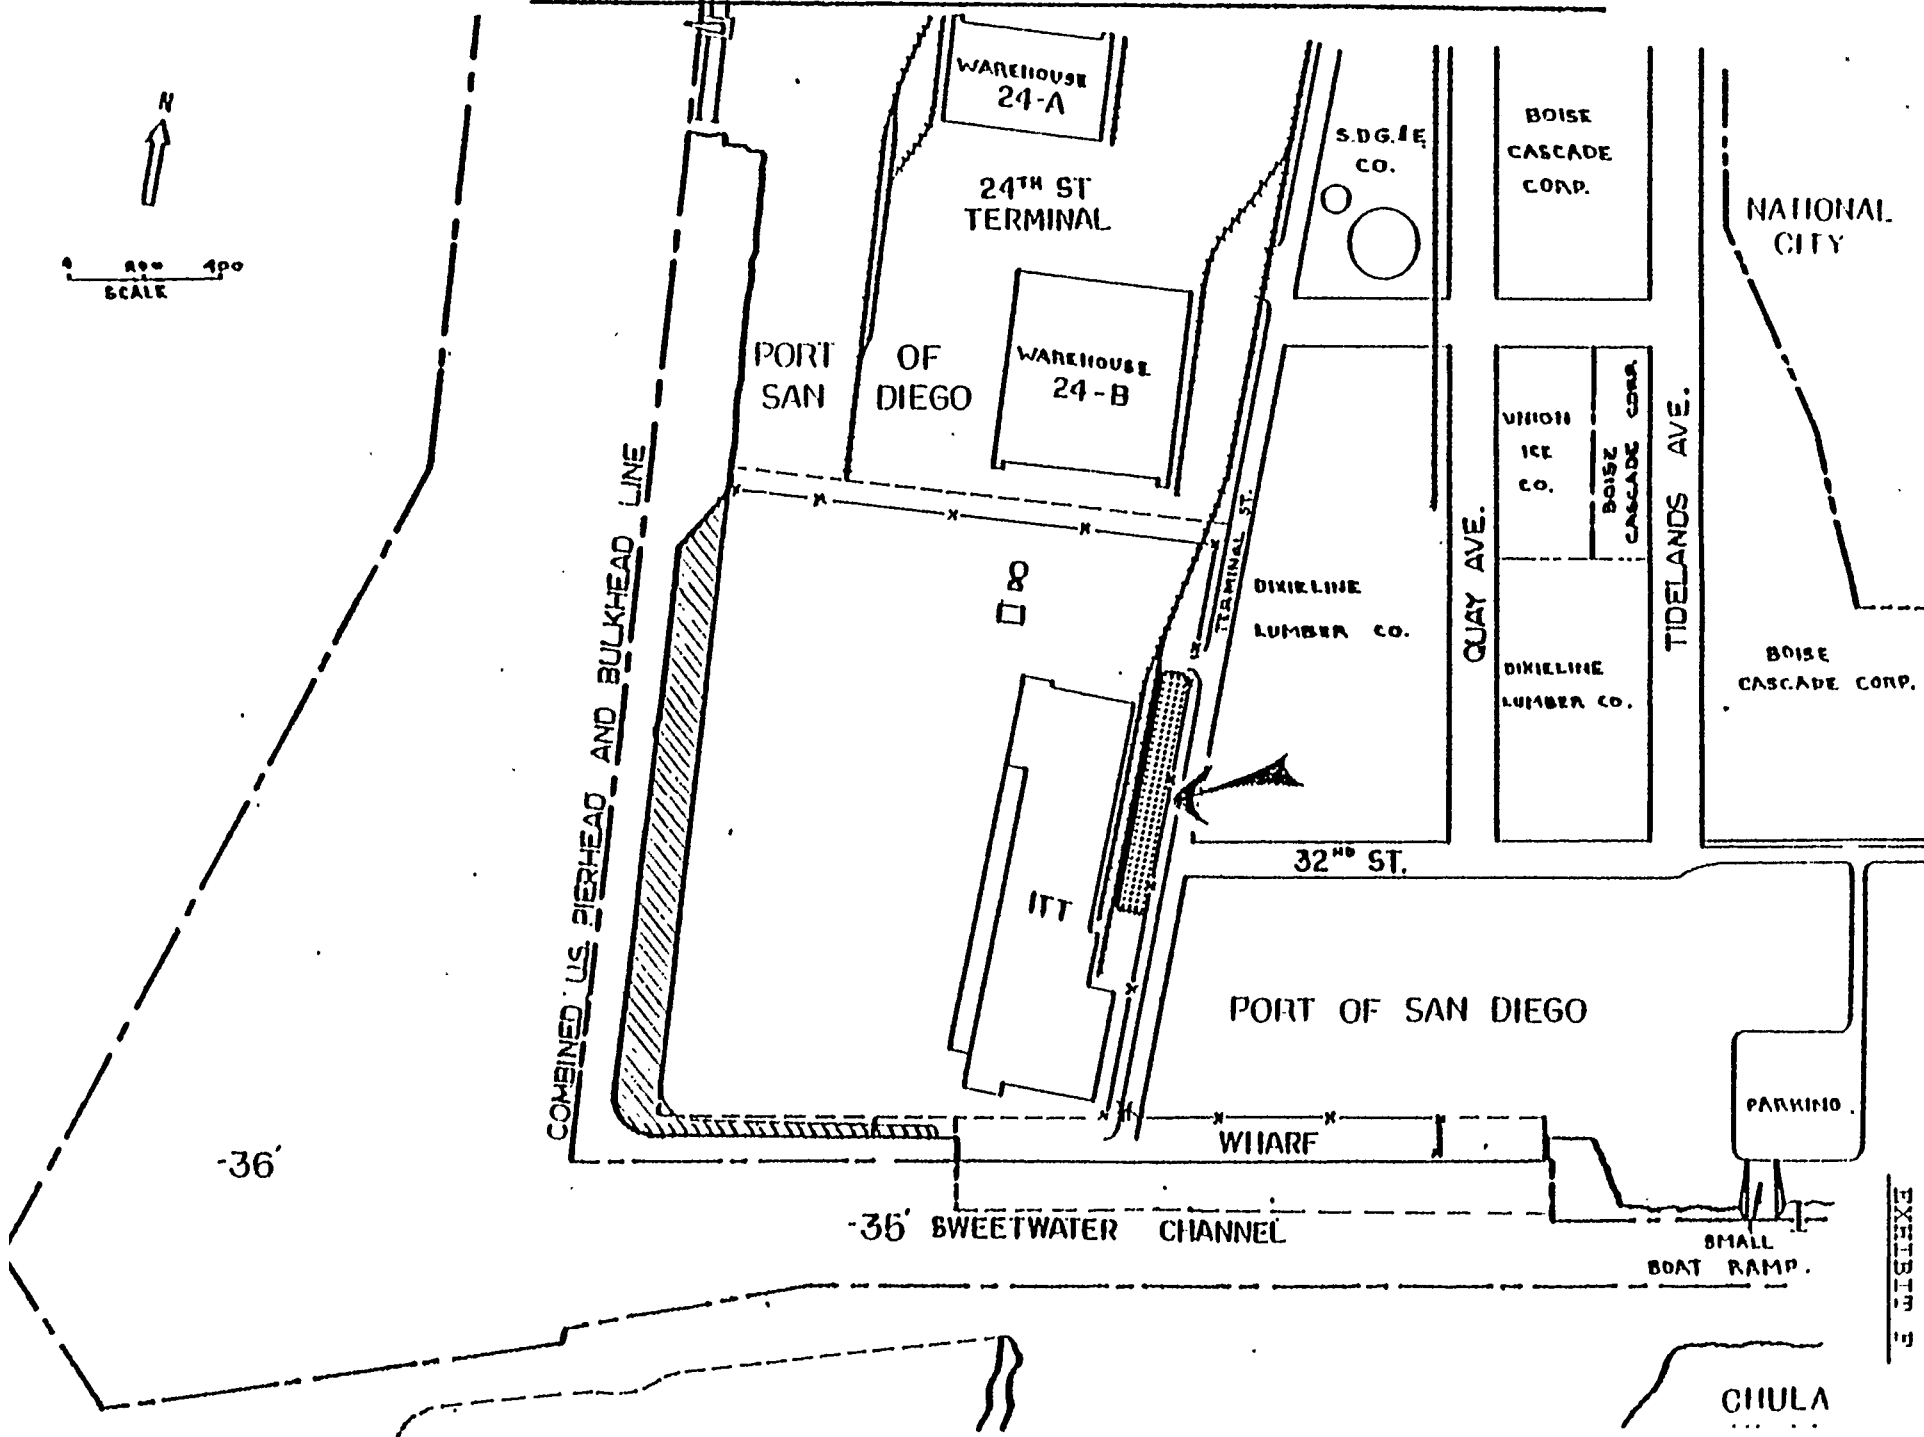 N
WAREHOUSE
24-A
S.D.G.&E.
CO.
BOISE
CASCADE
CORP.
24TH ST
TERMINAL
NATIONAL
CITY
400
SCALE
PORT OF
SAN DIEGO
WAREHOUSE
24-B
UNION
ICE
CO.
BOISE
CASCADE CORP.
TIDELANDS AVE.
QUAY AVE.
TERMINAL ST.
COMBINED U.S. PIERHEAD AND BULKHEAD LINE
DIXIELINE
LUMBER CO.
DIXIELINE
LUMBER CO.
BOISE
CASCADE CORP.
32ND ST.
ITT
PORT OF SAN DIEGO
PARKING
WHARF
-36'
-36' SWEETWATER CHANNEL
SMALL
BOAT RAMP.
EXHIBIT
CHULA